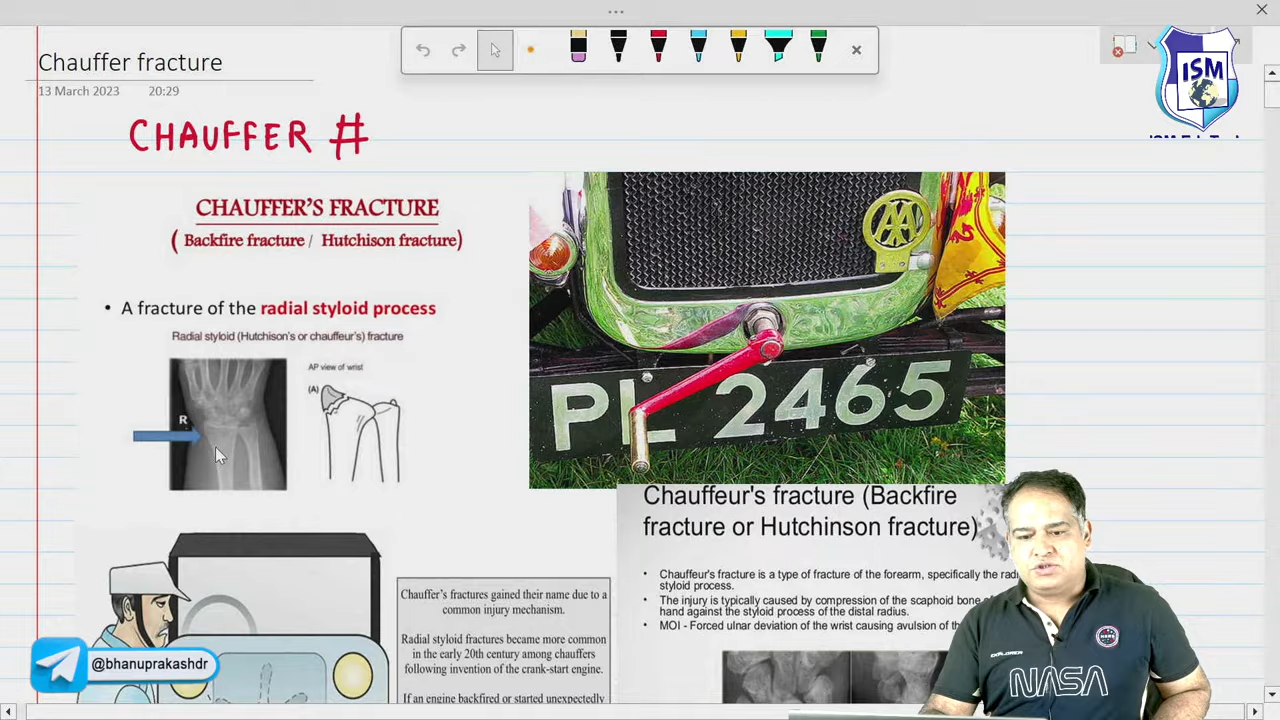 Chauffer fracture
13 March 2023 20:29
CHAUFFER #
CHAUFFER'S FRACTURE
( Backfire fracture / Hutchison fracture)
• A fracture of the radial styloid process
Radial styloid (Hutchison's or chauffeur's) fracture
AP view of wrist
(A)
R
AA
PL 2465
ISM
Chauffeur's fracture (Backfire
fracture or Hutchinson fracture)
• Chauffeur's fracture is a type of fracture of the forearm, specifically the
styloid process.
• The injury is typically caused by compression of the scaphoid bone
hand against the styloid process of the distal radius.
• MOI - Forced ulnar deviation of the wrist causing avulsion of
Chauffer's fractures gained their name due to a
common injury mechanism.
Radial styloid fractures became more common
in the early 20th century among chauffers
following invention of the crank-start engine.
If an engine backfired or started unexpectedly
@bhanuprakashdr
EXPLORER
NASA